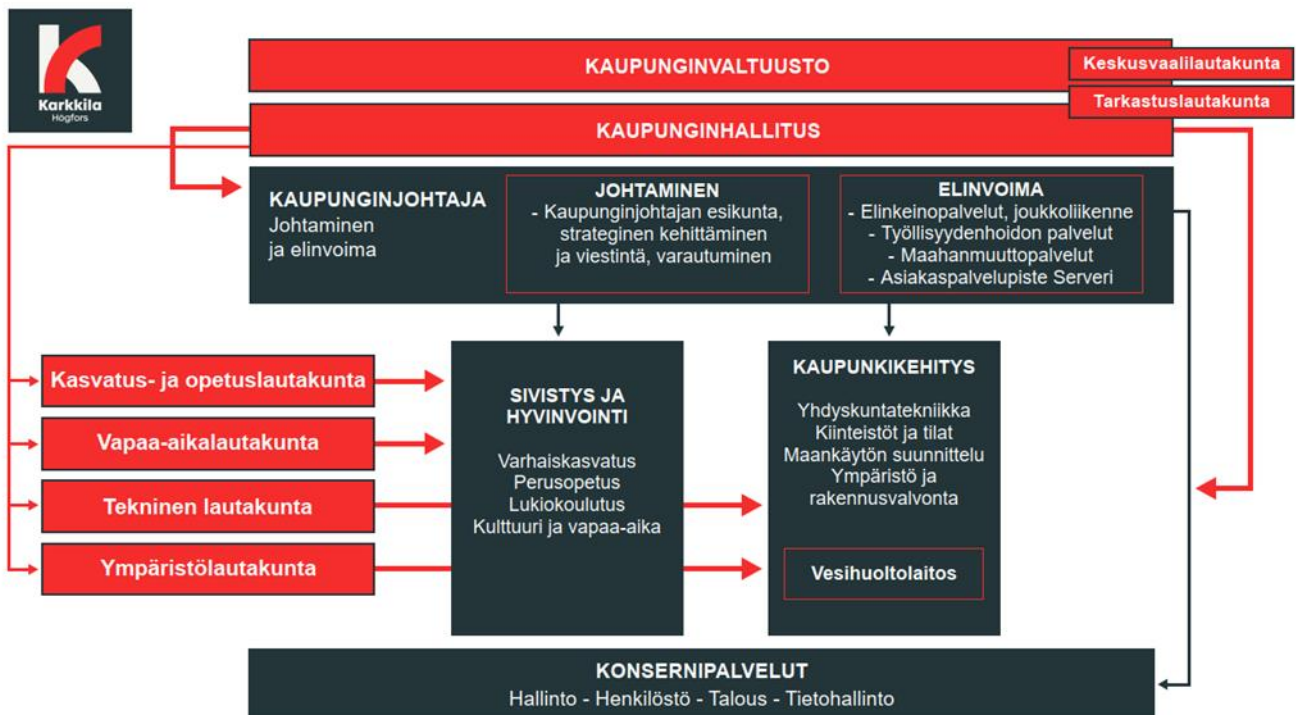 Karkkila
Högfors
KAUPUNGINVALTUUSTO
Keskusvaalilautakunta
Tarkastuslautakunta
KAUPUNGINHALLITUS
KAUPUNGINJOHTAJA
Johtaminen
ja elinvoima
JOHTAMINEN
- Kaupunginjohtajan esikunta,
strateginen kehittäminen
ja viestintä, varautuminen
ELINVOIMA
- Elinkeinopalvelut, joukkoliikenne
- Työllisyydenhoidon palvelut
- Maahanmuuttopalvelut
- Asiakaspalvelupiste Serveri
Kasvatus- ja opetuslautakunta
Vapaa-aikalautakunta
Tekninen lautakunta
Ympäristölautakunta
SIVISTYS JA
HYVINVOINTI
Varhaiskasvatus
Perusopetus
Lukiokoulutus
Kulttuuri ja vapaa-aika
KAUPUNKIKEHITYS
Yhdyskuntatekniikka
Kiinteistöt ja tilat
Maankäytön suunnittelu
Ympäristö ja
rakennusvalvonta
Vesihuoltolaitos
KONSERNIPALVELUT
Hallinto - Henkilöstö - Talous - Tietohallinto